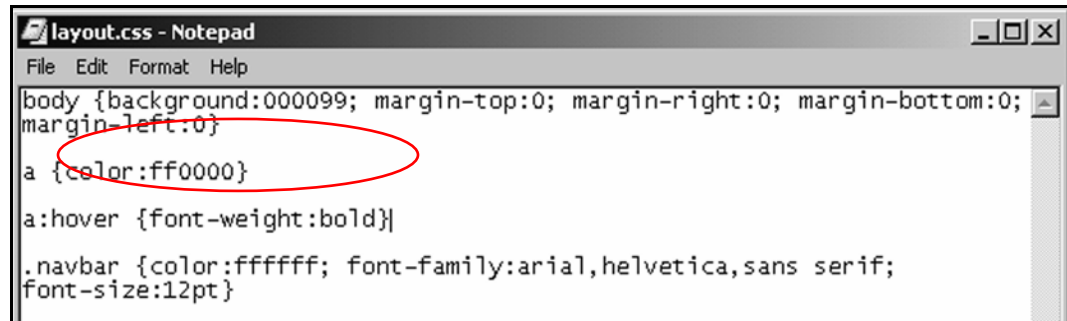 layout.css - Notepad
File Edit Format Help
body {background:000099; margin-top:0; margin-right:0; margin-bottom:0;
margin-left:0}
a {color:ff0000}
a:hover {font-weight:bold}
.navbar {color:ffffff; font-family:arial,helvetica,sans serif;
font-size:12pt}